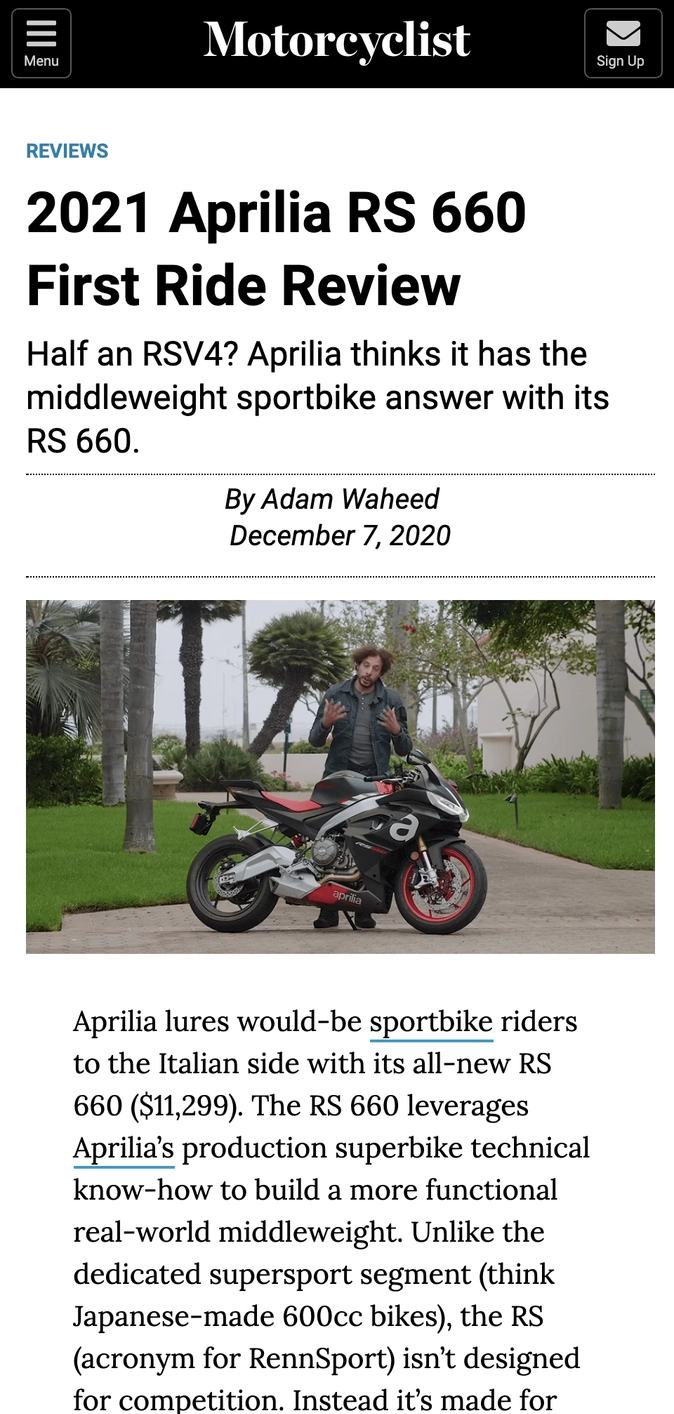 Menu
Motorcyclist
Sign Up
REVIEWS
2021 Aprilia RS 660
First Ride Review
Half an RSV4? Aprilia thinks it has the
middleweight sportbike answer with its
RS 660.
By Adam Waheed
December 7, 2020
a
aprilia
Aprilia lures would-be sportbike riders
to the Italian side with its all-new RS
660 ($11,299). The RS 660 leverages
Aprilia’s production superbike technical
know-how to build a more functional
real-world middleweight. Unlike the
dedicated supersport segment (think
Japanese-made 600cc bikes), the RS
(acronym for RennSport) isn’t designed
for competition. Instead it’s made for